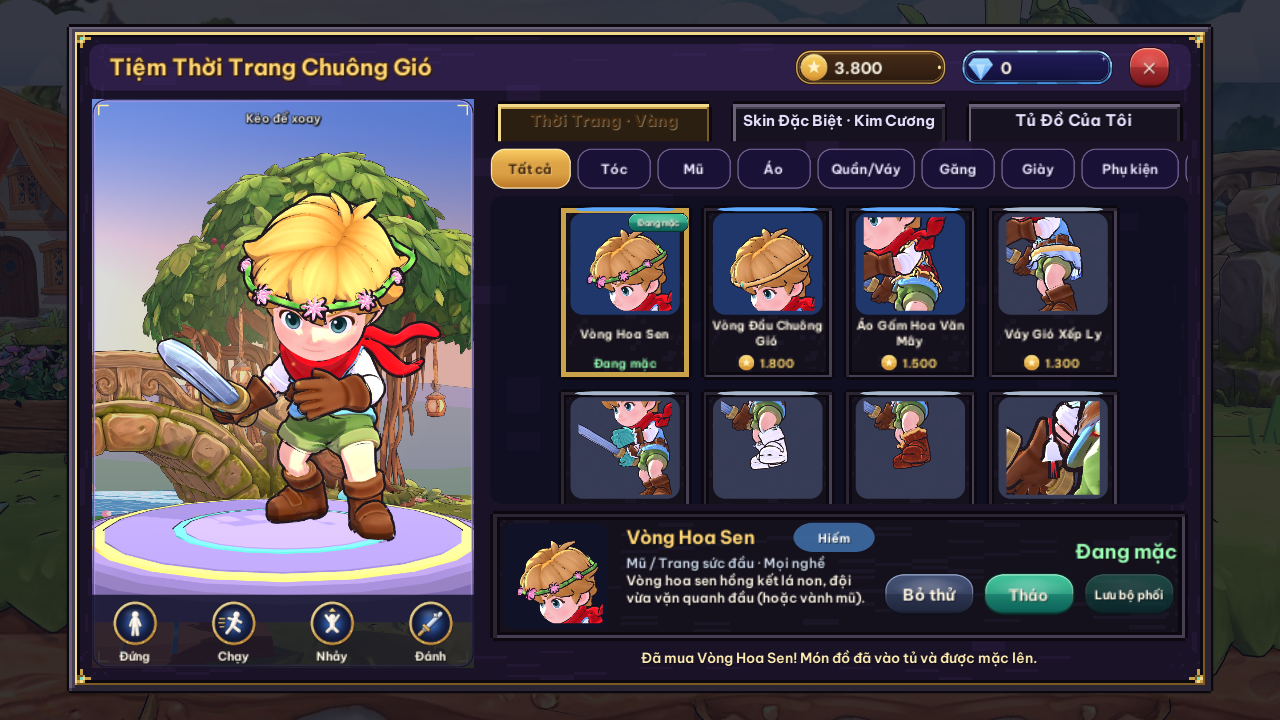 Tiệm Thời Trang Chuông Gió
3.800
0
Kéo để xoay
Thời Trang · Vàng
Skin Đặc Biệt · Kim Cương
Tủ Đồ Của Tôi
Tất cả
Tóc
Mũ
Áo
Quần/Váy
Găng
Giày
Phụ kiện
Đang mặc
Vòng Hoa Sen
Đang mặc
Vòng Đầu Chuông
Gió
1.800
Áo Gấm Hoa Văn
Mây
1.500
Váy Gió Xếp Ly
1.300
Vòng Hoa Sen
Hiếm
Mũ / Trang sức đầu · Mọi nghề
Vòng hoa sen hồng kết lá non, đội
vừa vặn quanh đầu (hoặc vành mũ).
Đang mặc
Bỏ thử
Tháo
Lưu bộ phối
Đứng
Chạy
Nhảy
Đánh
Đã mua Vòng Hoa Sen! Món đồ đã vào tủ và được mặc lên.